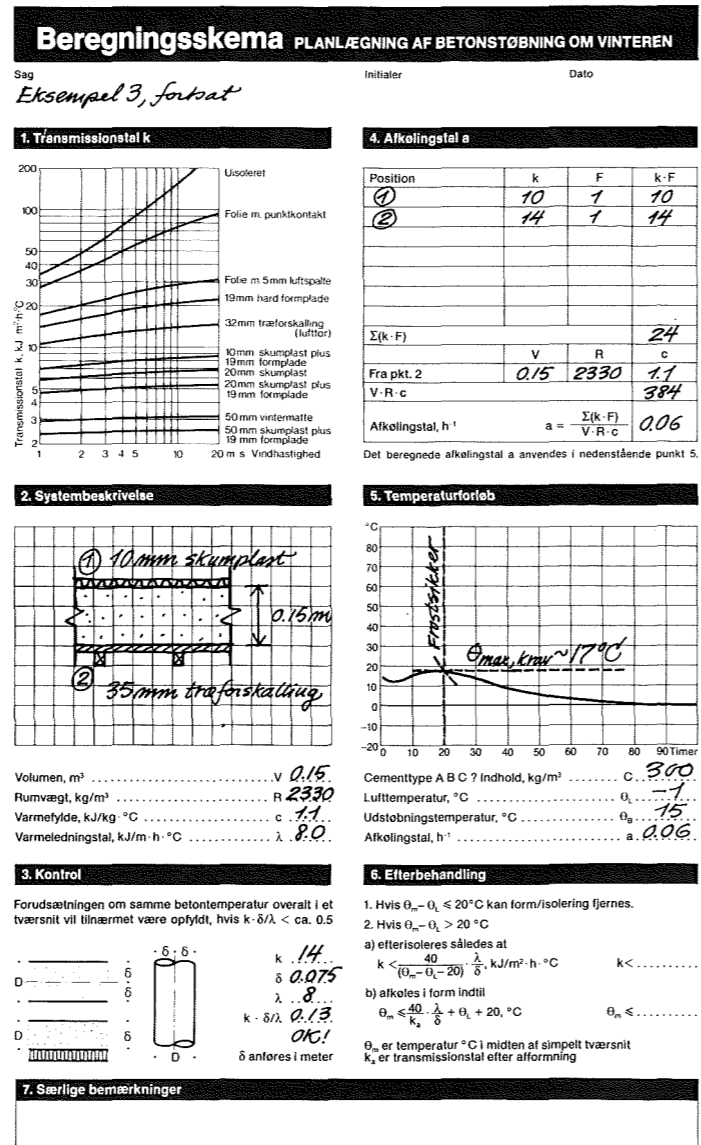 Beregningsskema PLANLÆGNING AF BETONSTØBNING OM VINTEREN
Sag
Initialer
Dato
Eksempel 3, fortsat
1. Transmissionstal k
Transmissionstal k, kJ m²·h·°C
200
100
50
40
30
20
10
5
4
3
2
1 2 3 4 5 10 20 m s Vindhastighed
Uisoleret
Folie m. punktkontakt
Folie m 5mm luftspalte
19mm hard formplade
32mm træforskalling
(lufttør)
10mm skumplast plus
19mm formplade
20mm skumplast
20mm skumplast plus
19 mm formplade
50mm vintermatte
50 mm skumplast plus
19 mm formplade
4. Afkølingstal a
Position k F k·F
① 10 1 10
② 14 1 14
Σ(k·F) 24
V R c
Fra pkt. 2 0.15 2330 1.1
V·R·c 384
Afkølingstal, h⁻¹ a = Σ(k·F) / V·R·c 0.06
Det beregnede afkølingstal a anvendes i nedenstående punkt 5.
2. Systembeskrivelse
① 10 mm skumplast
0.15m
② 35mm træforskalling
Volumen, m³ .......... V 0.15
Rumvægt, kg/m³ .......... R 2330
Varmefylde, kJ/kg·°C .......... c 1.1
Varmeledningstal, kJ/m·h·°C .......... λ 8.0
5. Temperaturforløb
°C
80
70
60
50
40
30
20
10
0
−10
−20
0 10 20 30 40 50 60 70 80 90 Timer
Frostsikker
θmax, krav ~ 17°C
Cementtype A B C ? Indhold, kg/m³ .......... C 300
Lufttemperatur, °C .......... θL −1
Udstøbningstemperatur, °C .......... θB 15
Afkølingstal, h⁻¹ .......... a 0.06
3. Kontrol
Forudsætningen om samme betontemperatur overalt i et
tværsnit vil tilnærmet være opfyldt, hvis k·δ/λ < ca. 0.5
D δ δ
D δ
δ δ
D
k 14
δ 0.075
λ 8
k · δ/λ 0.13
OK!
δ anføres i meter
6. Efterbehandling
1. Hvis θm− θL ⩽ 20°C kan form/isolering fjernes.
2. Hvis θm− θL > 20 °C
a) efterisoleres således at
k < 40 / (θm − θL − 20) · λ/δ, kJ/m²·h·°C k< ..........
b) afkøles i form indtil
θm ⩽ 40/ka · λ/δ + θL + 20, °C θm ⩽ ..........
θm er temperatur °C i midten af simpelt tværsnit
ka er transmissionstal efter afformning
7. Særlige bemærkninger